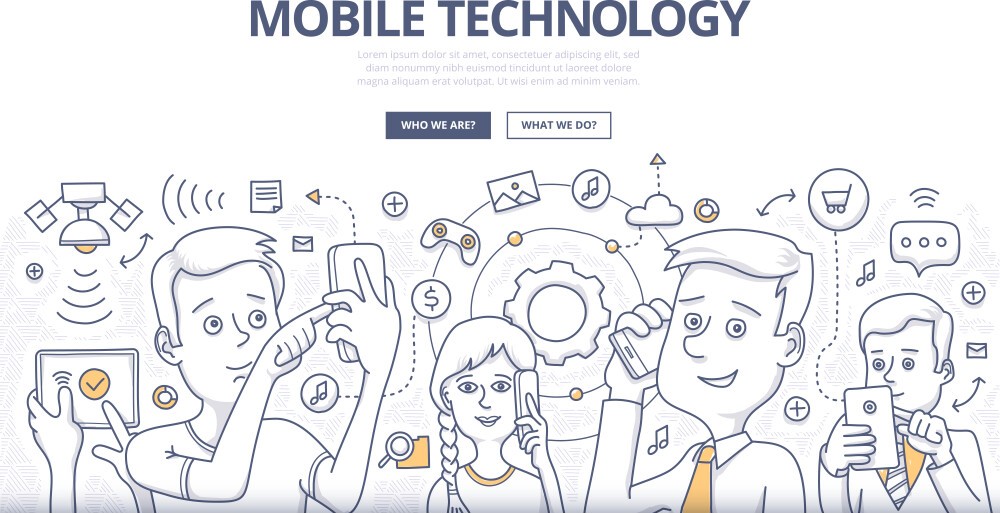 MOBILE TECHNOLOGY
Lorem ipsum dolor sit amet, consectetuer adipiscing elit, sed
diam nonummy nibh euismod tincidunt ut laoreet dolore
magna aliquam erat volutpat. Ut wisi enim ad minim veniam.
WHO WE ARE?
WHAT WE DO?
$